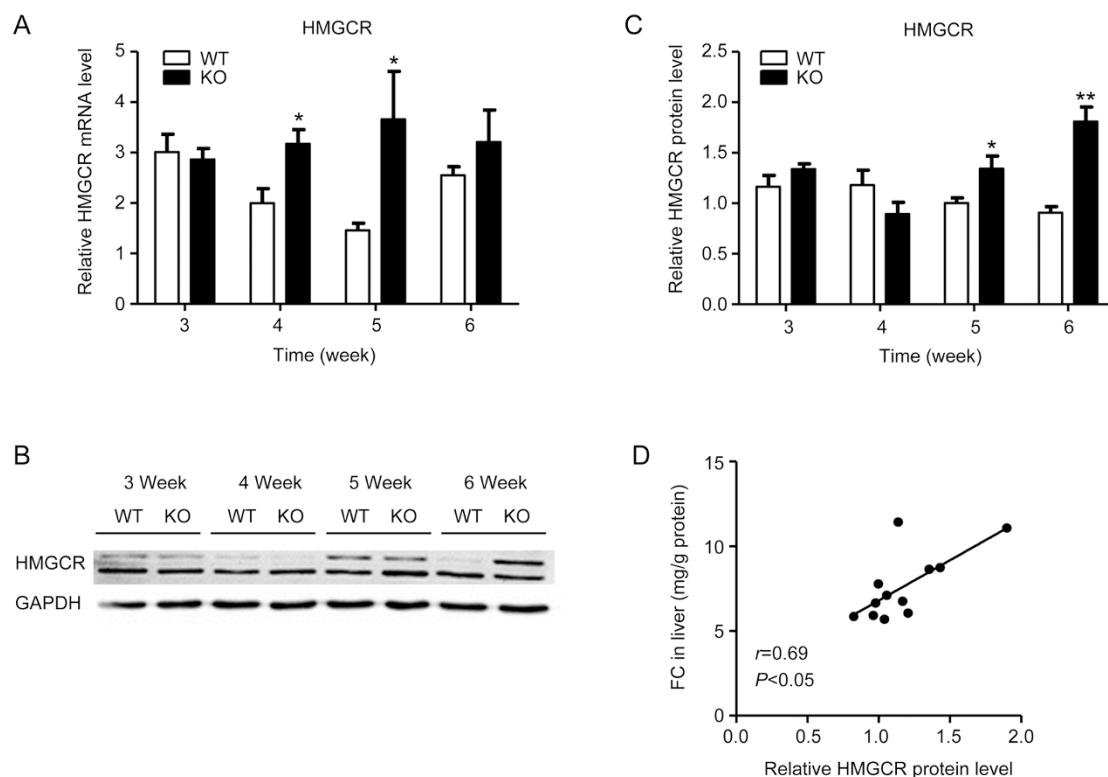 A
HMGCR
WT
KO
Relative HMGCR mRNA level
5
4
3
2
1
0
*
*
3 4 5 6
Time (week)
C
HMGCR
WT
KO
Relative HMGCR protein level
2.5
2.0
1.5
1.0
0.5
0.0
*
**
3 4 5 6
Time (week)
B
3 Week 4 Week 5 Week 6 Week
WT KO WT KO WT KO WT KO
HMGCR
GAPDH
D
FC in liver (mg/g protein)
15
10
5
0
r=0.69
P<0.05
0.0 1.0 1.0 2.0 2.0
Relative HMGCR protein level